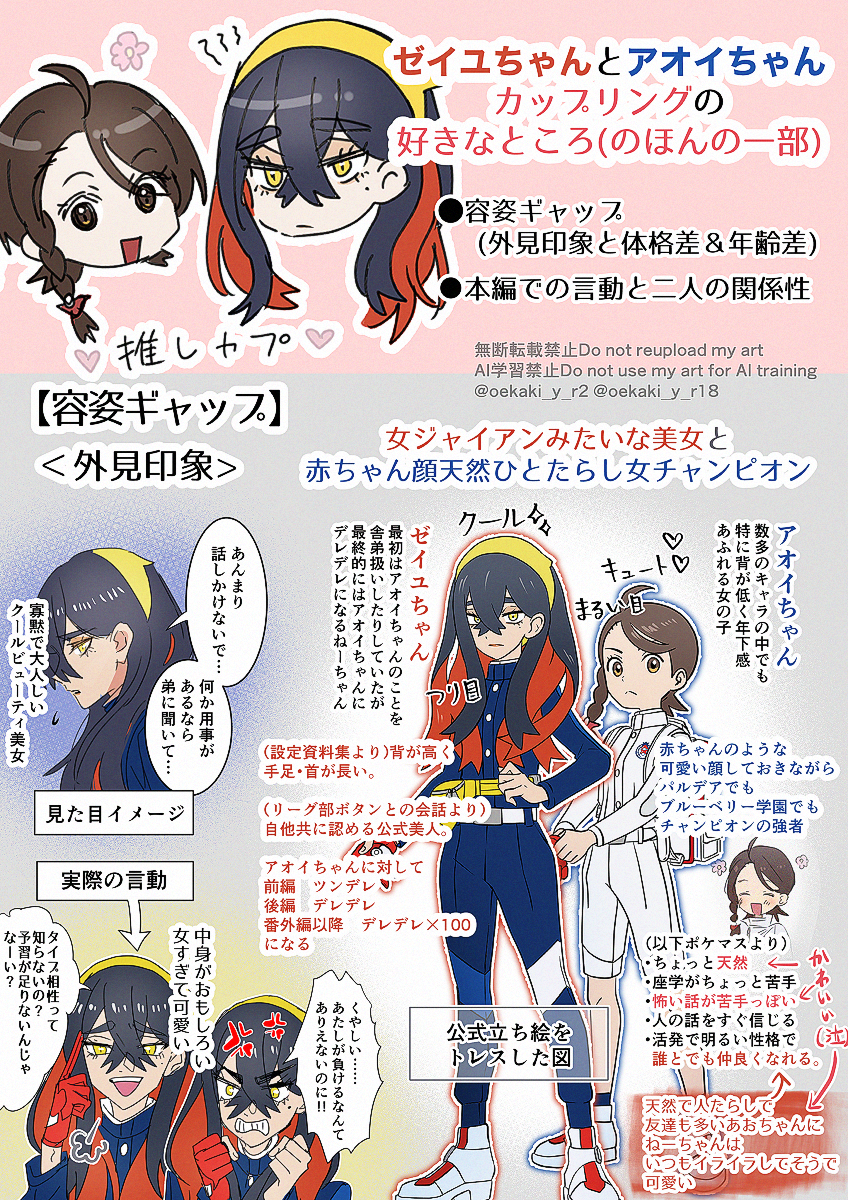 ゼイユちゃんとアオイちゃん
カップリングの
好きなところ(のほんの一部)
●容姿ギャップ
(外見印象と体格差&年齢差)
●本編での言動と二人の関係性
推しカプ
無断転載禁止Do not reupload my art
AI学習禁止Do not use my art for AI training
@oekaki_y_r2 @oekaki_y_r18
【容姿ギャップ】
<外見印象>
女ジャイアンみたいな美女と
赤ちゃん顔天然ひとたらし女チャンピオン
あんまり
話しかけないで…
何か用事が
あるなら
弟に聞いて…
寡黙で大人しい
クールビューティ美女
見た目イメージ
実際の言動
中身がおもしろい
女すぎて可愛い
タイプ相性って
知らないの?
予習が足りないんじゃ
なーい?
くやしい……
あたしが負けるなんて
ありえないのに!!
クール
ゼイユちゃん
最初はアオイちゃんのことを
舎弟扱いしたりしていたが
最終的にはアオイちゃんに
デレデレになるねーちゃん
つり目
(設定資料集より)背が高く
手足・首が長い。
(リーグ部ボタンとの会話より)
自他共に認める公式美人。
アオイちゃんに対して
前編 ツンデレ
後編 デレデレ
番外編以降 デレデレ×100
になる
キュート
まるい目
アオイちゃん
数多のキャラの中でも
特に背が低く年下感
あふれる女の子
赤ちゃんのような
可愛い顔しておきながら
パルデアでも
ブルーベリー学園でも
チャンピオンの強者
公式立ち絵を
トレスした図
(以下ポケマスより)
・ちょっと天然
・座学がちょっと苦手
・怖い話が苦手っぽい
・人の話をすぐ信じる
・活発で明るい性格で
誰とでも仲良くなれる。
かわいい(泣)
天然で人たらしで
友達も多いあおちゃんに
ねーちゃんは
いつもイライラしてそうで
可愛い